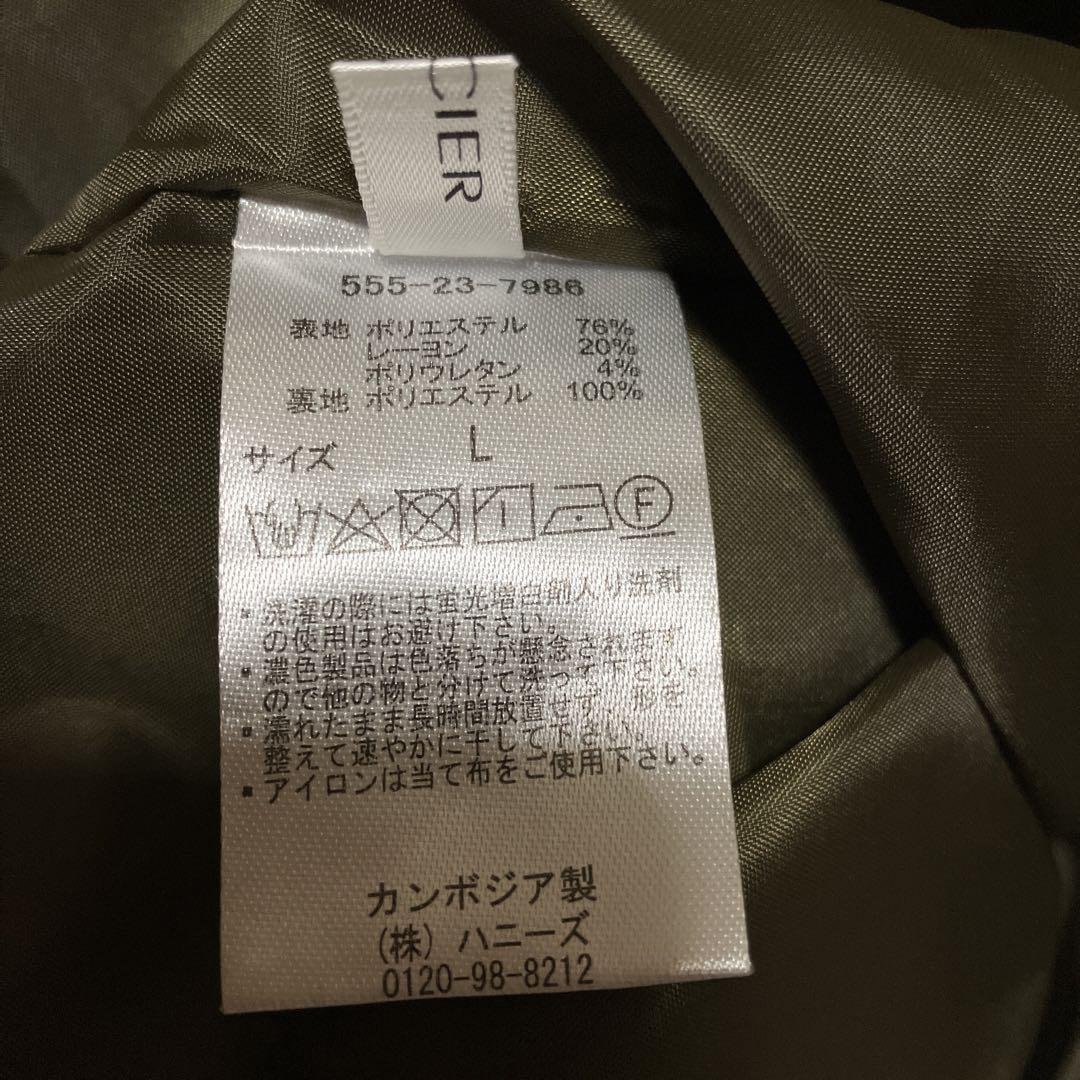 CIER
555-23-7986
表地 ポリエステル 76%
レーヨン 20%
ポリウレタン 4%
裏地 ポリエステル 100%
サイズ L
F
▪洗濯の際には蛍光増白剤入り洗剤
の使用はお避け下さい。
▪濃色製品は色落ちが懸念されます
ので他の物と分けて洗って下さい。
▪濡れたまま長時間放置せず、形を
整えて速やかに干して下さい。
▪アイロンは当て布をご使用下さい。
カンボジア製
(株) ハニーズ
0120-98-8212